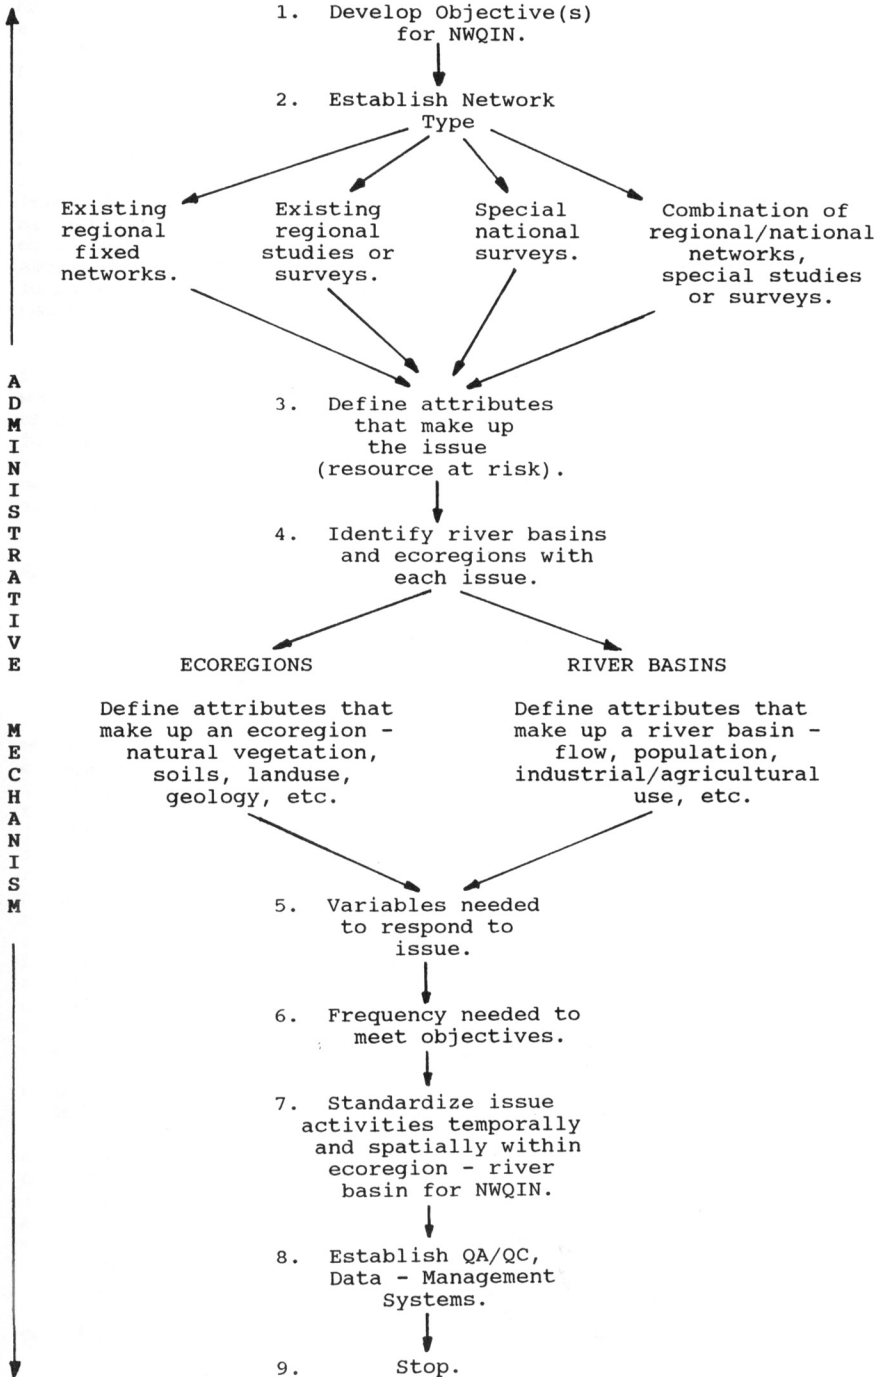 1. Develop Objective(s)
for NWQIN.
2. Establish Network
Type
Existing
regional
fixed
networks.
Existing
regional
studies or
surveys.
Special
national
surveys.
Combination of
regional/national
networks,
special studies
or surveys.
3. Define attributes
that make up
the issue
(resource at risk).
4. Identify river basins
and ecoregions with
each issue.
ECOREGIONS
Define attributes that
make up an ecoregion -
natural vegetation,
soils, landuse,
geology, etc.
RIVER BASINS
Define attributes that
make up a river basin -
flow, population,
industrial/agricultural
use, etc.
5. Variables needed
to respond to
issue.
6. Frequency needed to
meet objectives.
7. Standardize issue
activities temporally
and spatially within
ecoregion - river
basin for NWQIN.
8. Establish QA/QC,
Data - Management
Systems.
9. Stop.
ADMINISTRATIVE MECHANISM